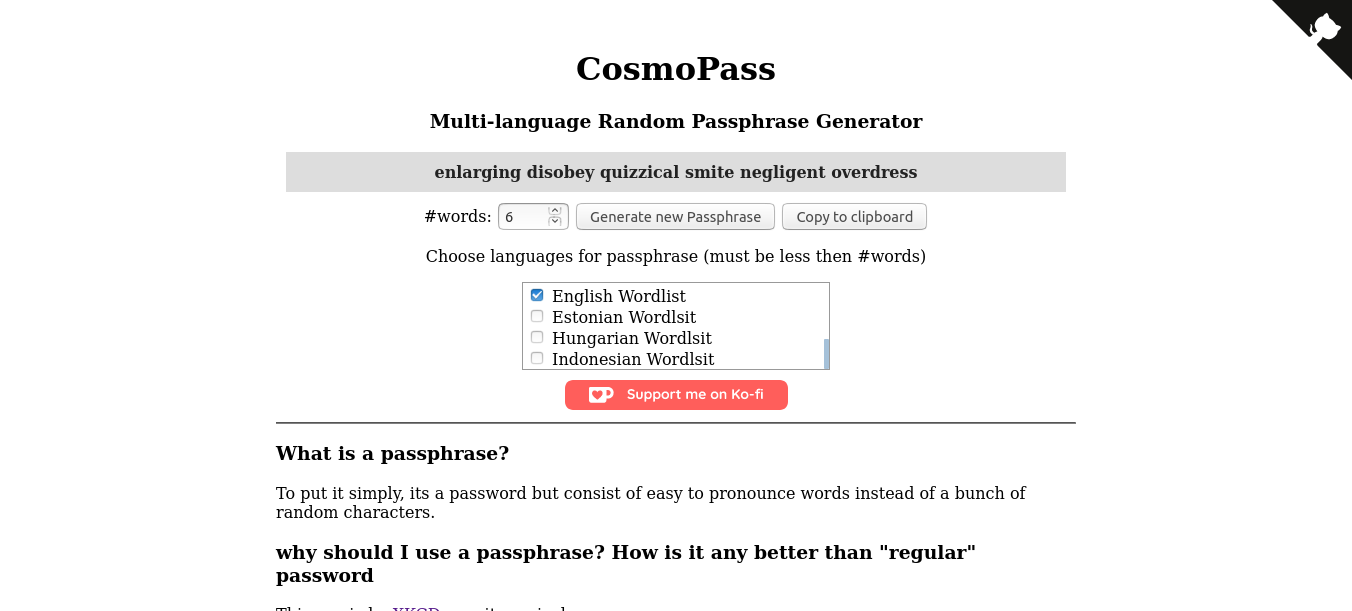 CosmoPass
Multi-language Random Passphrase Generator
enlarging disobey quizzical smite negligent overdress
#words: 6 Generate new Passphrase Copy to clipboard
Choose languages for passphrase (must be less then #words)
English Wordlist
Estonian Wordlsit
Hungarian Wordlsit
Indonesian Wordlsit
Support me on Ko-fi
What is a passphrase?
To put it simply, its a password but consist of easy to pronounce words instead of a bunch of
random characters.
why should I use a passphrase? How is it any better than "regular"
password